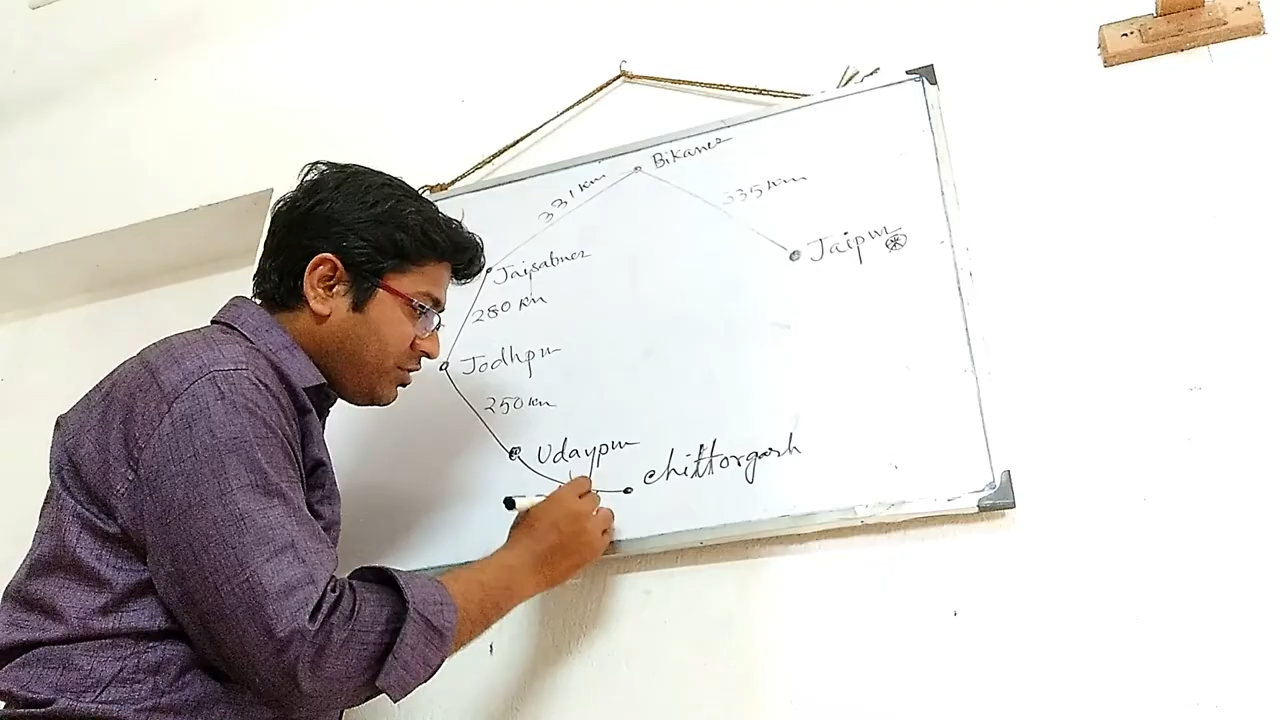 Bikaner
331 km
335 km
Jaipur
Jaisalmer
280 km
Jodhpur
250 km
Udaypur
chittorgarh